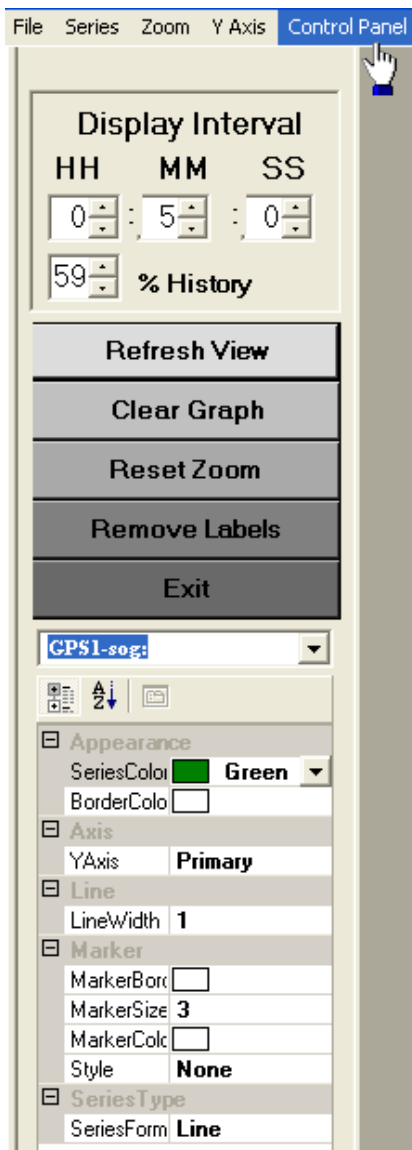 File Series Zoom Y Axis Control Panel
Display Interval
HH MM SS
0 : 5 : 0
59 % History
Refresh View
Clear Graph
Reset Zoom
Remove Labels
Exit
GPS1-sog:
A Z
Appearance
SeriesColor Green
BorderColo
Axis
YAxis Primary
Line
LineWidth 1
Marker
MarkerBord
MarkerSize 3
MarkerColo
Style None
SeriesType
SeriesForm Line